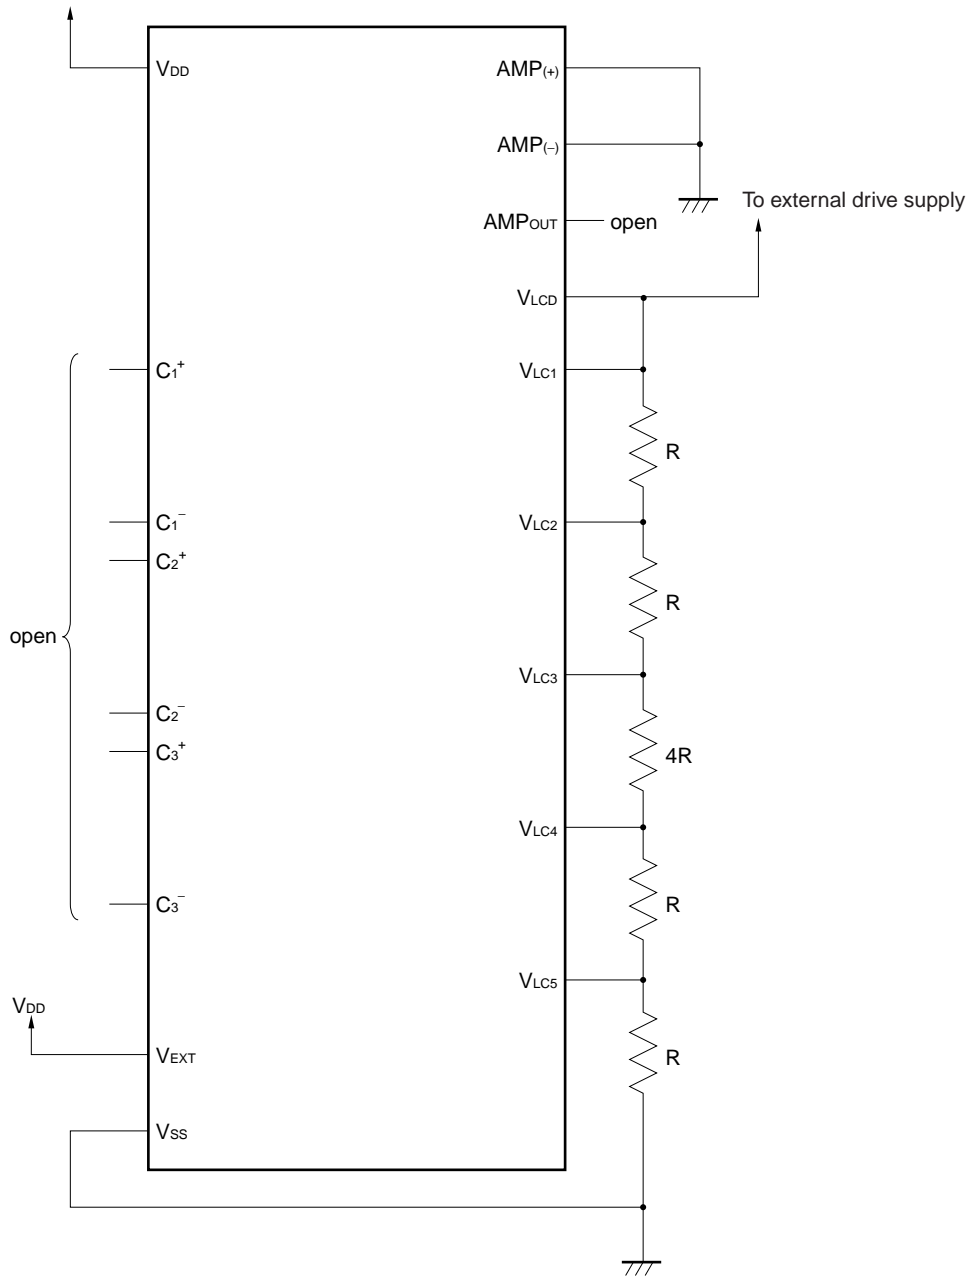 VDD
AMP(+)
AMP(−)
To external drive supply
AMPOUT
open
VLCD
C1+
VLC1
R
C1−
VLC2
C2+
R
open
VLC3
C2−
C3+
4R
VLC4
C3−
R
VLC5
VDD
VEXT
R
VSS